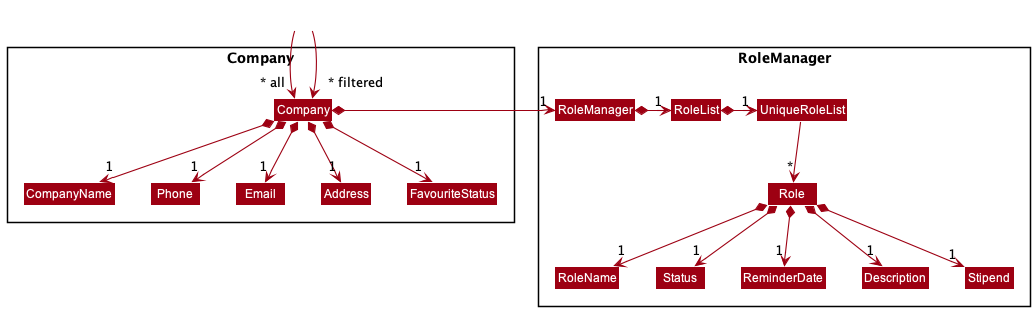 Company
RoleManager
* all
* filtered
Company
1
RoleManager
1
RoleList
1
UniqueRoleList
1
1
1
1
1
*
CompanyName
Phone
Email
Address
FavouriteStatus
Role
1
1
1
1
1
RoleName
Status
ReminderDate
Description
Stipend